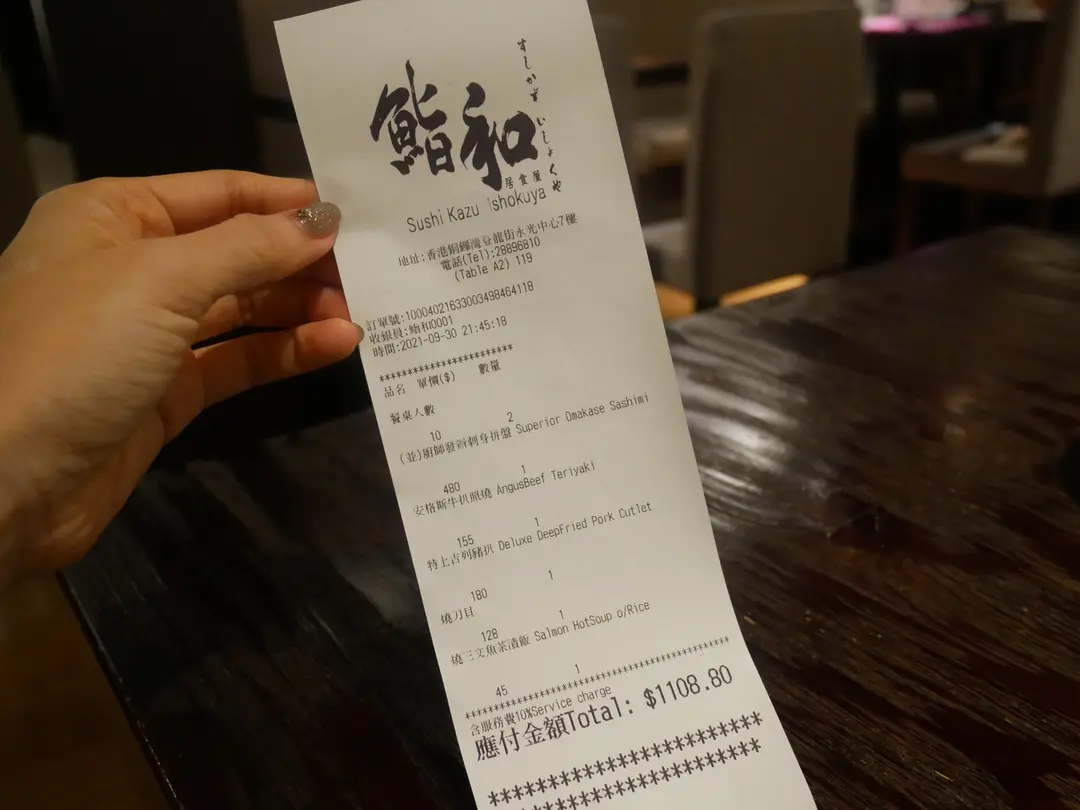 鮨和
すしかず いしょくや
居食屋
Sushi Kazu Ishokuya
地址:香港銅鑼灣登龍街永光中心7樓
電話(Tel):28896810
(Table A2) 119
訂單號:10004021633003498464118
收銀員:鮨和0001
時間:2021-09-30 21:45:18
***********************
品名 單價($) 數量
餐桌人數
10 2
(並)廚師發辦刺身拼盤 Superior Omakase Sashimi
480 1
安格斯牛扒照燒 AngusBeef Teriyaki
155 1
特上吉列豬扒 Deluxe DeepFried Pork Cutlet
180 1
燒刀貝
128 1
燒三文魚茶漬飯 Salmon HotSoup o/Rice
45 1
***********************************************
含服務費10%Service charge
應付金額Total: $1108.80
***********************
***********************